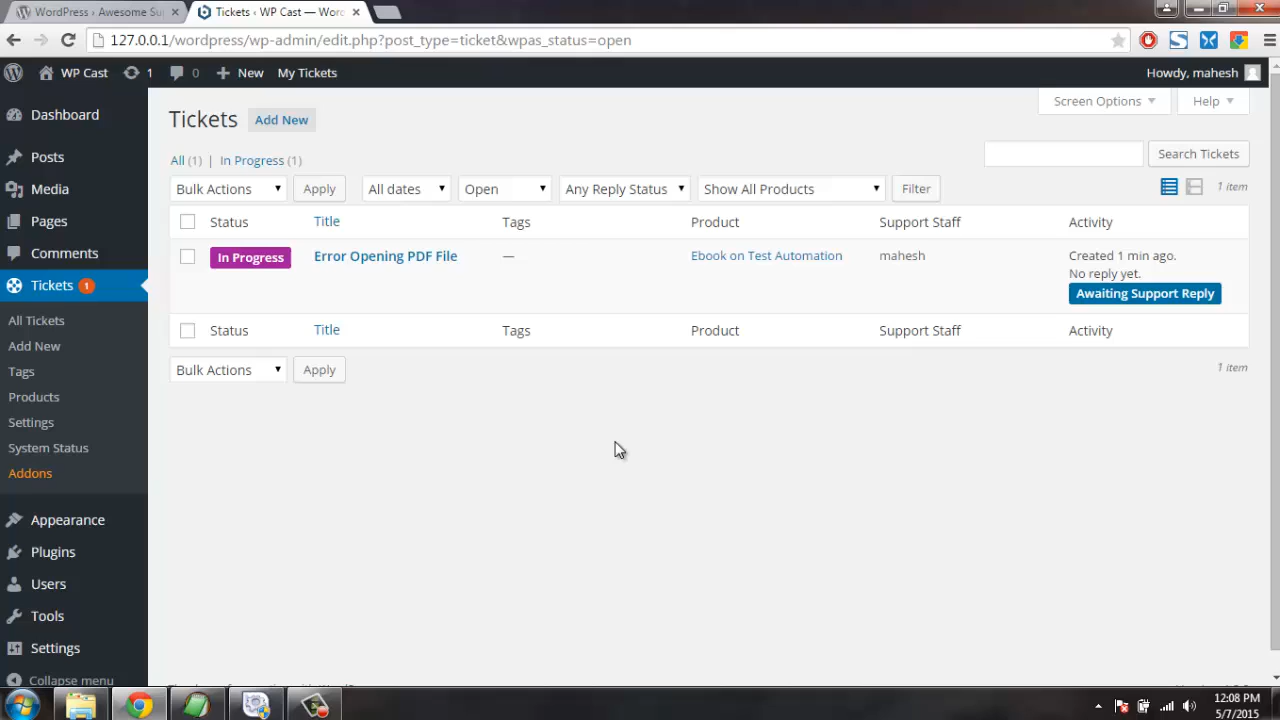 WordPress › Awesome Su
Tickets ‹ WP Cast — Word
127.0.0.1/wordpress/wp-admin/edit.php?post_type=ticket&wpas_status=open
WP Cast 1 0 New My Tickets Howdy, mahesh
Screen Options Help
Dashboard
Posts
Media
Pages
Comments
Tickets 1
All Tickets
Add New
Tags
Products
Settings
System Status
Addons
Appearance
Plugins
Users
Tools
Settings
Collapse menu
Tickets Add New
All (1) | In Progress (1)
Search Tickets
Bulk Actions Apply All dates Open Any Reply Status Show All Products Filter 1 item
Status Title Tags Product Support Staff Activity
In Progress Error Opening PDF File — Ebook on Test Automation mahesh Created 1 min ago.
No reply yet.
Awaiting Support Reply
Status Title Tags Product Support Staff Activity
Bulk Actions Apply 1 item
12:08 PM
5/7/2015